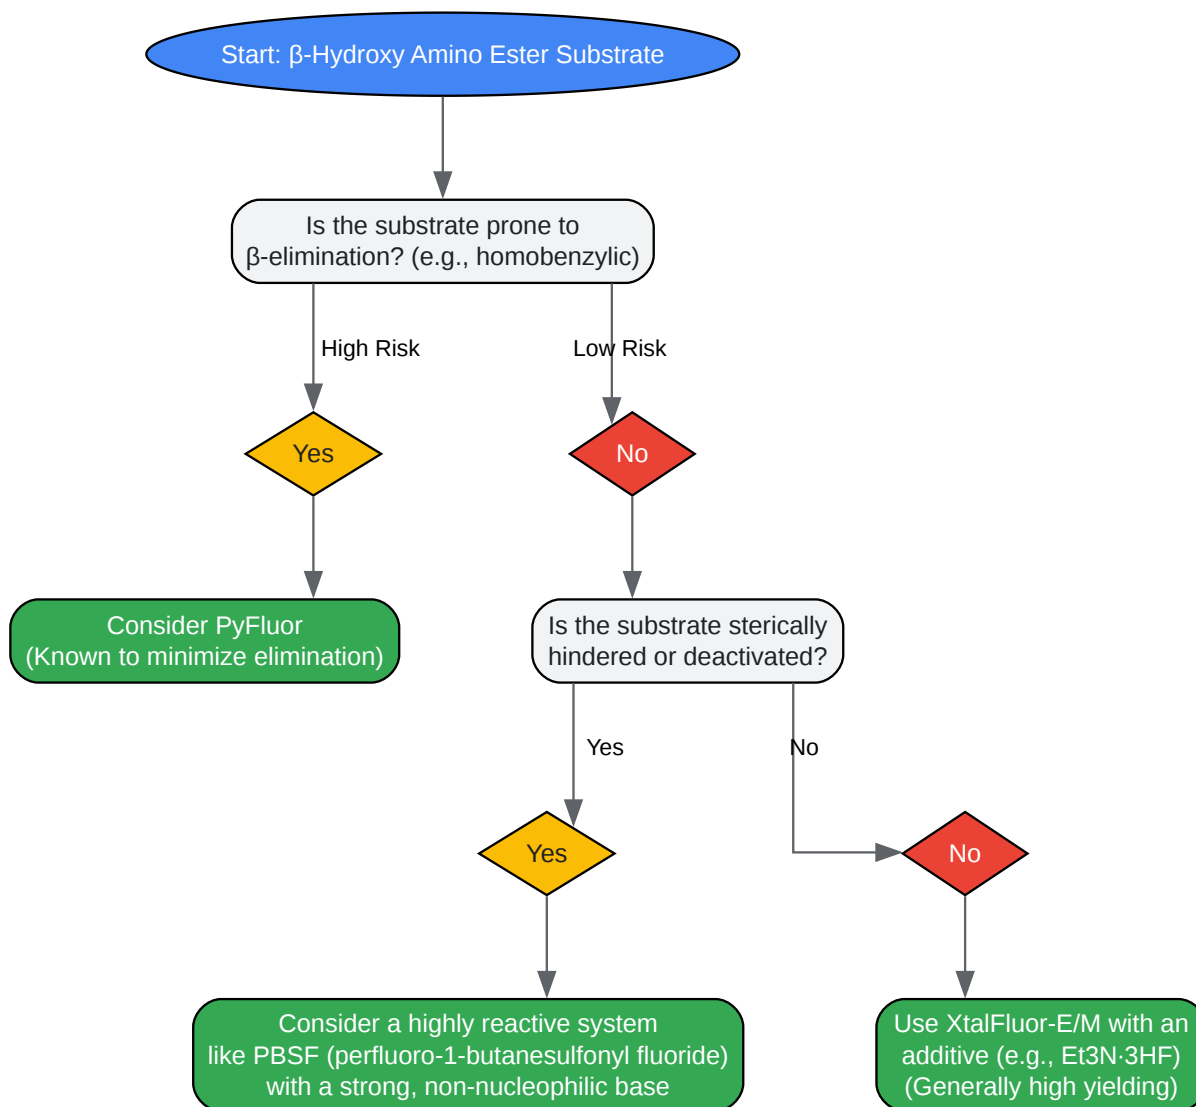 Start: β-Hydroxy Amino Ester Substrate
Is the substrate prone to
β-elimination? (e.g., homobenzylic)
High Risk
Low Risk
Yes
No
Consider PyFluor
(Known to minimize elimination)
Is the substrate sterically
hindered or deactivated?
Yes
No
Yes
No
Consider a highly reactive system
like PBSF (perfluoro-1-butanesulfonyl fluoride)
with a strong, non-nucleophilic base
Use XtalFluor-E/M with an
additive (e.g., Et3N·3HF)
(Generally high yielding)